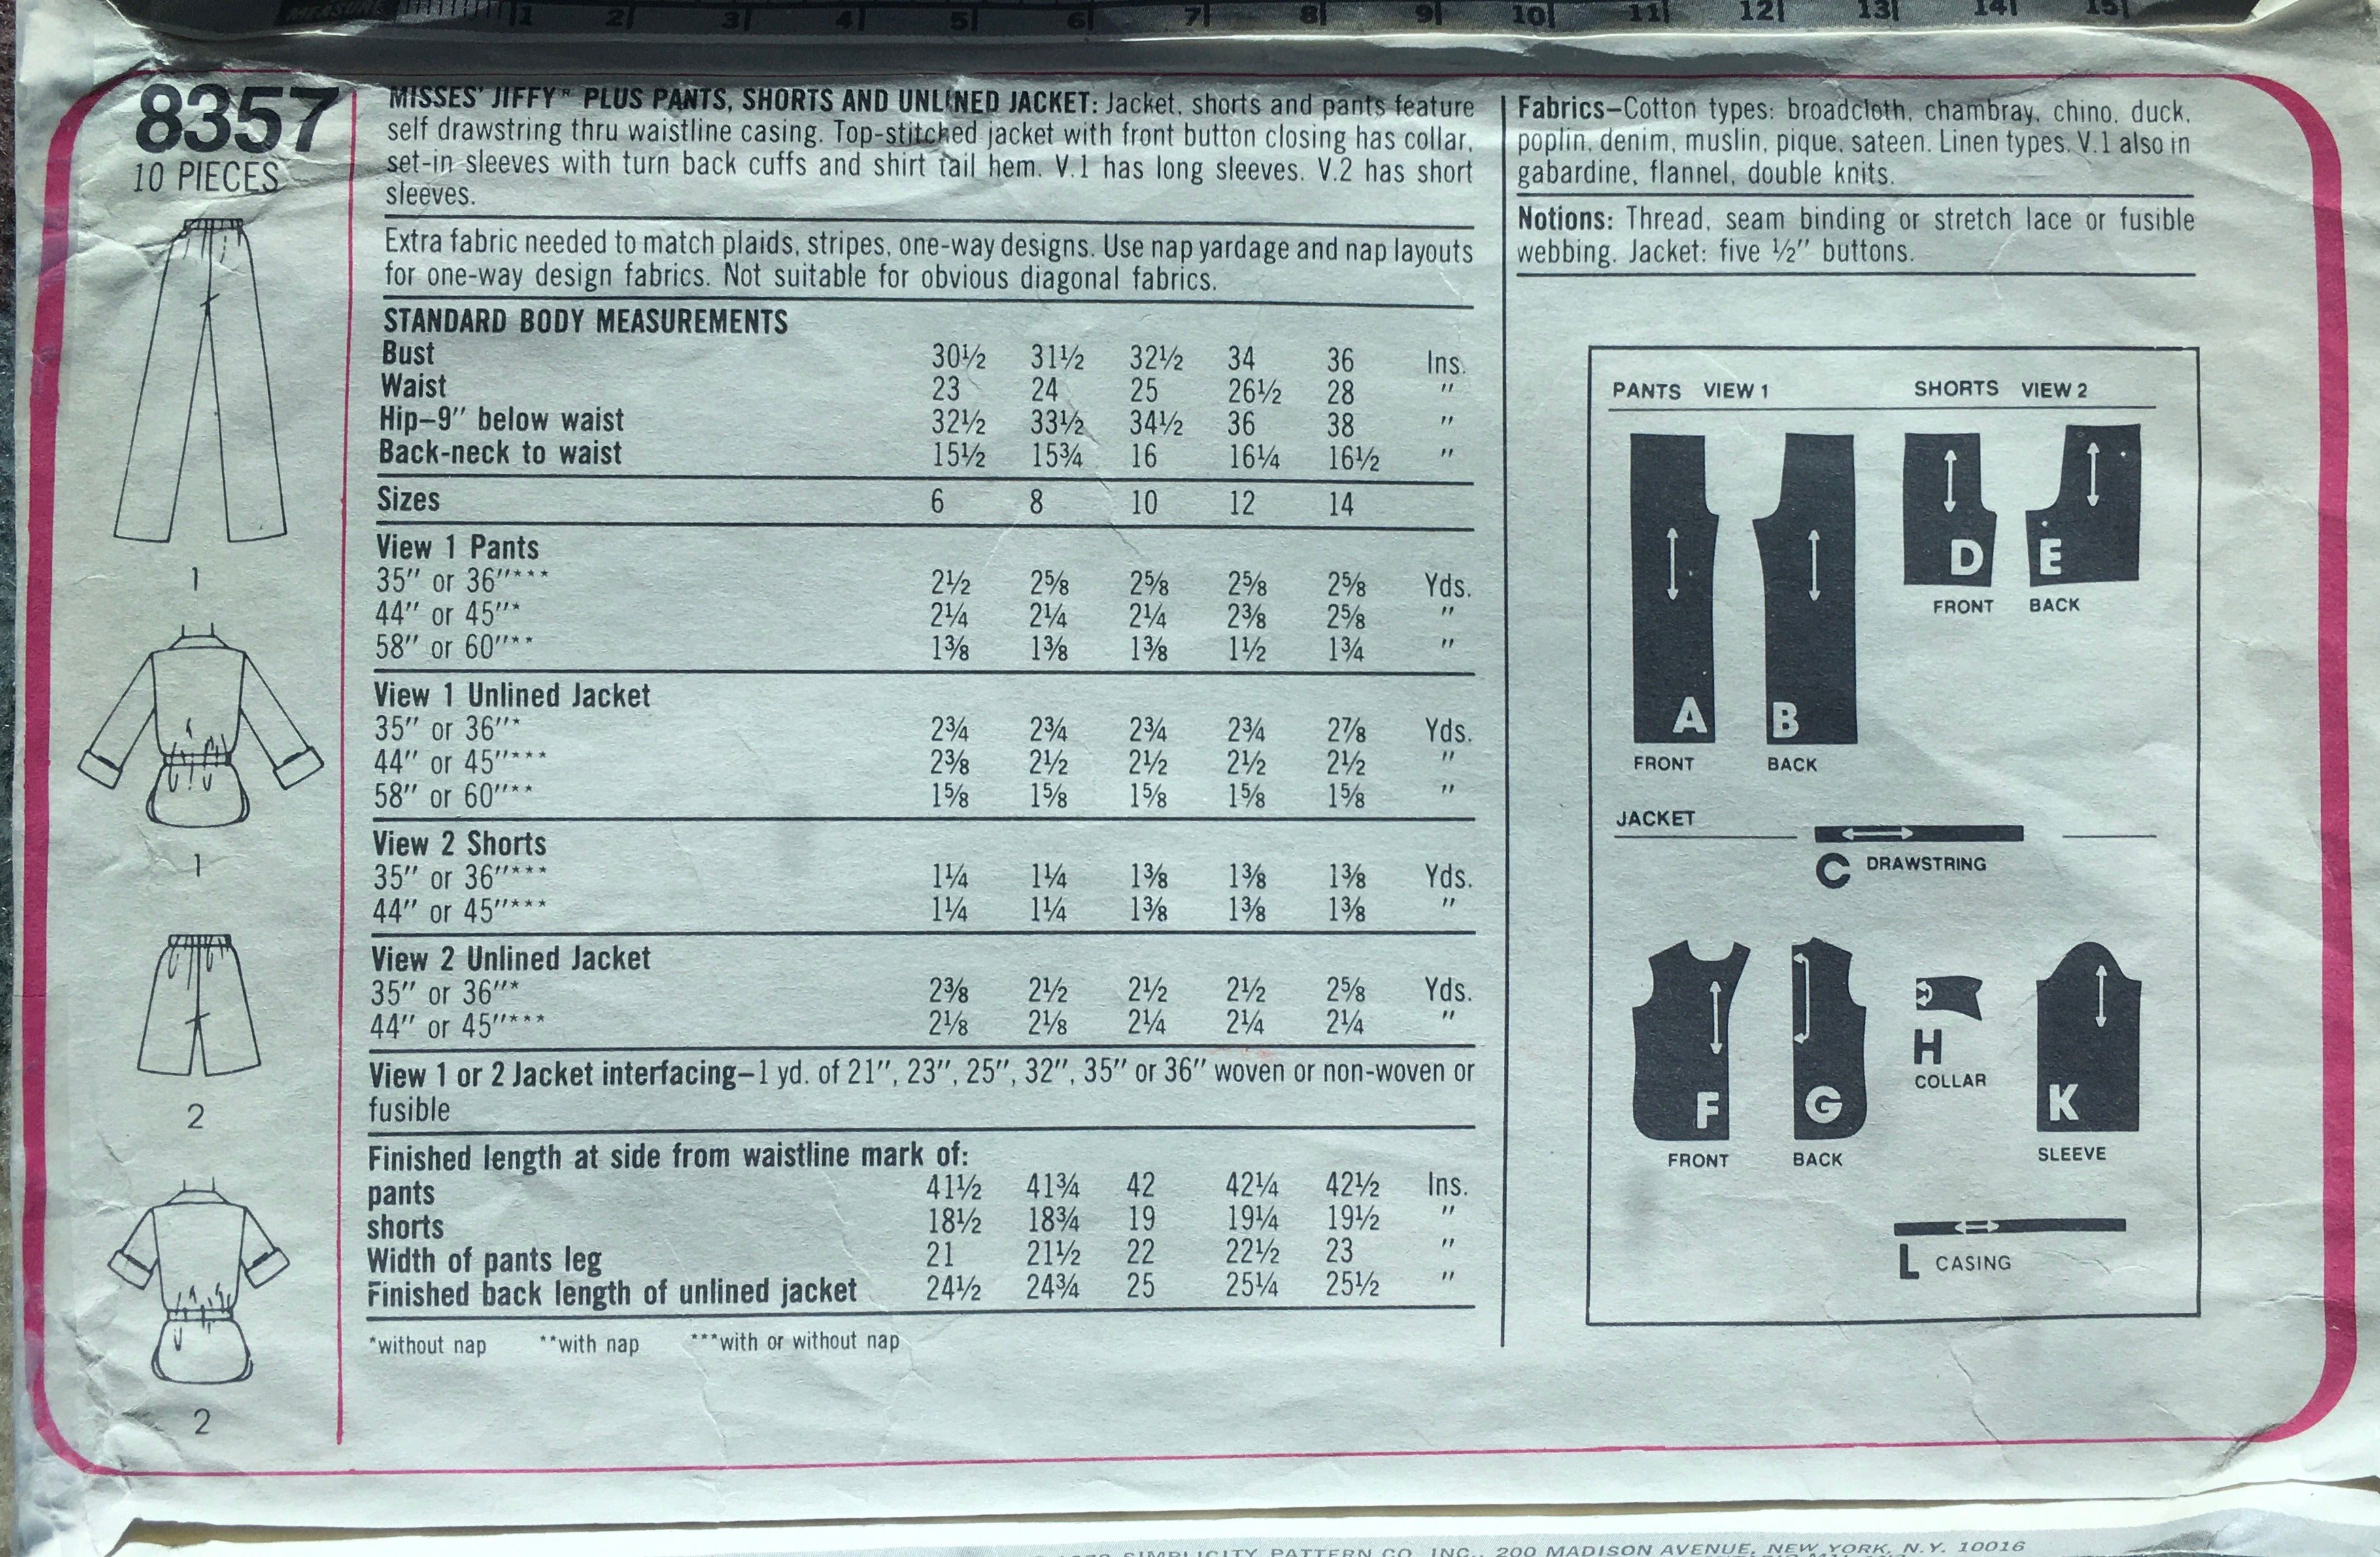 MEASURE 1 2 3 4 5 6 7 8 9 10 11 12 13 14 15
8357
10 PIECES
1
1
2
2
MISSES' JIFFY® PLUS PANTS, SHORTS AND UNLINED JACKET: Jacket, shorts and pants feature
self drawstring thru waistline casing. Top-stitched jacket with front button closing has collar,
set-in sleeves with turn back cuffs and shirt tail hem. V.1 has long sleeves. V.2 has short
sleeves.
Extra fabric needed to match plaids, stripes, one-way designs. Use nap yardage and nap layouts
for one-way design fabrics. Not suitable for obvious diagonal fabrics.
STANDARD BODY MEASUREMENTS
Bust 30½ 31½ 32½ 34 36 Ins.
Waist 23 24 25 26½ 28 "
Hip–9" below waist 32½ 33½ 34½ 36 38 "
Back-neck to waist 15½ 15¾ 16 16¼ 16½ "
Sizes 6 8 10 12 14
View 1 Pants
35" or 36"*** 2½ 2⅝ 2⅝ 2⅝ 2⅝ Yds.
44" or 45"* 2¼ 2¼ 2¼ 2⅜ 2⅝ "
58" or 60"** 1⅜ 1⅜ 1⅜ 1½ 1¾ "
View 1 Unlined Jacket
35" or 36"* 2¾ 2¾ 2¾ 2¾ 2⅞ Yds.
44" or 45"*** 2⅜ 2½ 2½ 2½ 2½ "
58" or 60"** 1⅝ 1⅝ 1⅝ 1⅝ 1⅝ "
View 2 Shorts
35" or 36"*** 1¼ 1¼ 1⅜ 1⅜ 1⅜ Yds.
44" or 45"*** 1¼ 1¼ 1⅜ 1⅜ 1⅜ "
View 2 Unlined Jacket
35" or 36"* 2⅜ 2½ 2½ 2½ 2⅝ Yds.
44" or 45"*** 2⅛ 2⅛ 2¼ 2¼ 2¼ "
View 1 or 2 Jacket interfacing–1 yd. of 21", 23", 25", 32", 35" or 36" woven or non-woven or
fusible
Finished length at side from waistline mark of:
pants 41½ 41¾ 42 42¼ 42½ Ins.
shorts 18½ 18¾ 19 19¼ 19½ "
Width of pants leg 21 21½ 22 22½ 23 "
Finished back length of unlined jacket 24½ 24¾ 25 25¼ 25½ "
*without nap **with nap ***with or without nap
Fabrics–Cotton types: broadcloth, chambray, chino, duck,
poplin, denim, muslin, pique, sateen. Linen types. V.1 also in
gabardine, flannel, double knits.
Notions: Thread, seam binding or stretch lace or fusible
webbing. Jacket: five ½" buttons.
PANTS VIEW 1 SHORTS VIEW 2
D E
FRONT BACK
A B
FRONT BACK
JACKET
C DRAWSTRING
F G H K
COLLAR
FRONT BACK SLEEVE
L CASING
SIMPLICITY PATTERN CO. INC., 200 MADISON AVENUE, NEW YORK, N.Y. 10016